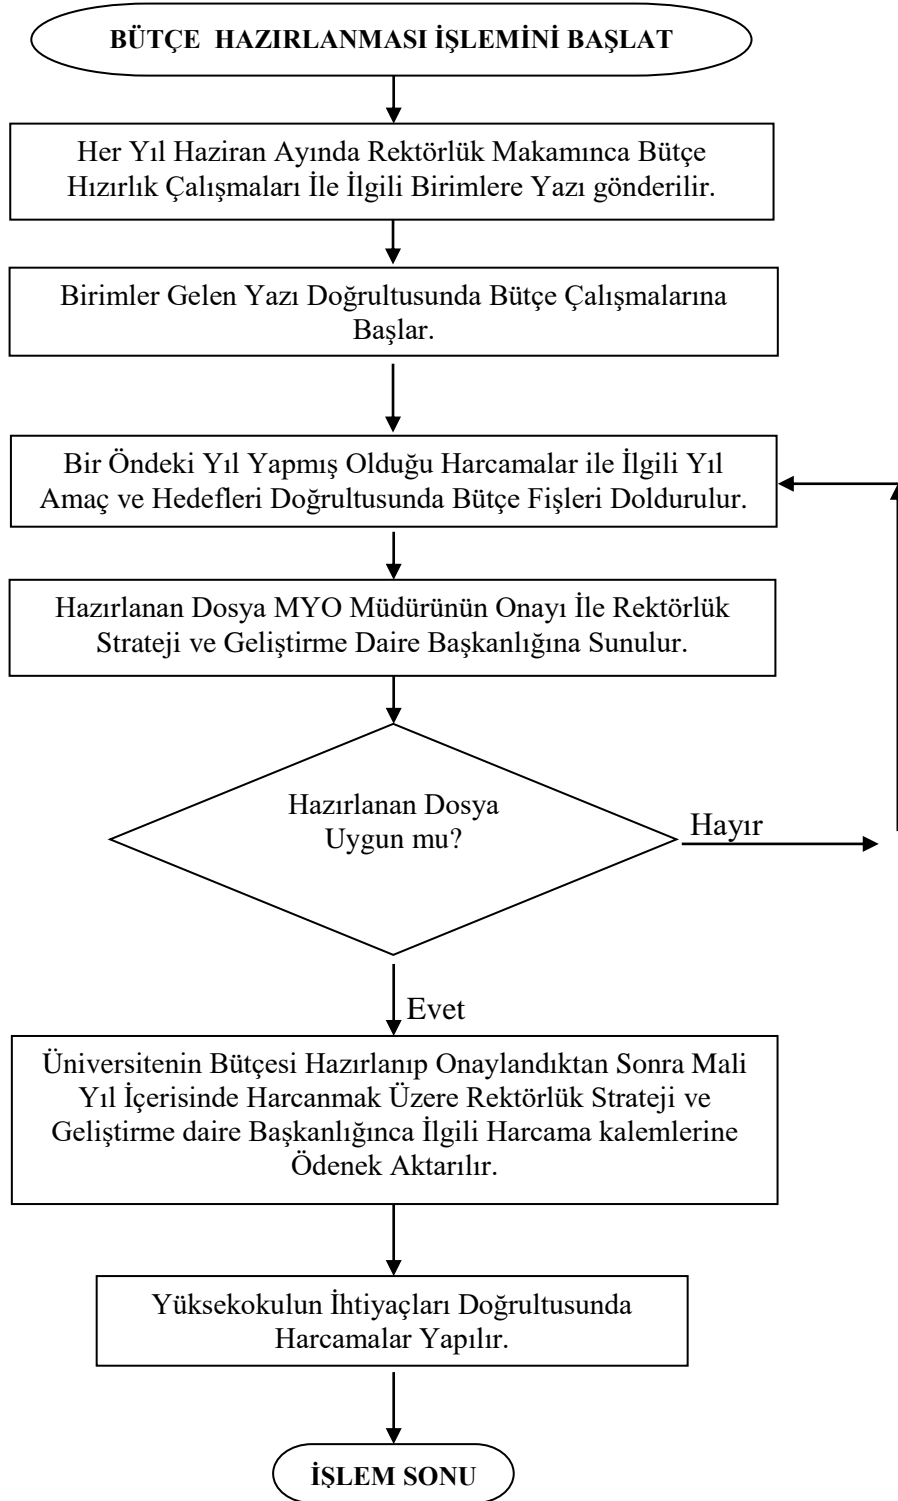 BÜTÇE  HAZIRLANMASI İŞLEMİNİ BAŞLAT
Her Yıl Haziran Ayında Rektörlük Makamınca Bütçe
Hızırlık Çalışmaları İle İlgili Birimlere Yazı gönderilir.
Birimler Gelen Yazı Doğrultusunda Bütçe Çalışmalarına
Başlar.
Bir Öndeki Yıl Yapmış Olduğu Harcamalar ile İlgili Yıl
Amaç ve Hedefleri Doğrultusunda Bütçe Fişleri Doldurulur.
Hazırlanan Dosya MYO Müdürünün Onayı İle Rektörlük
Strateji ve Geliştirme Daire Başkanlığına Sunulur.
Hazırlanan Dosya
Uygun mu?
Hayır
Evet
Üniversitenin Bütçesi Hazırlanıp Onaylandıktan Sonra Mali
Yıl İçerisinde Harcanmak Üzere Rektörlük Strateji ve
Geliştirme daire Başkanlığınca İlgili Harcama kalemlerine
Ödenek Aktarılır.
Yüksekokulun İhtiyaçları Doğrultusunda
Harcamalar Yapılır.
İŞLEM SONU